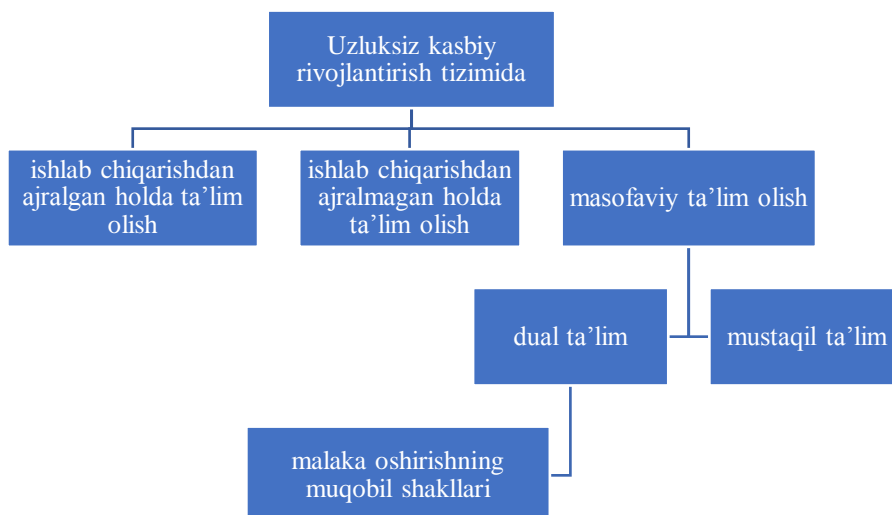 Uzluksiz kasbiy
rivojlantirish tizimida
ishlab chiqarishdan
ajralgan holda ta’lim
olish
ishlab chiqarishdan
ajralmagan holda
ta’lim olish
masofaviy ta’lim olish
dual ta’lim
mustaqil ta’lim
malaka oshirishning
muqobil shakllari